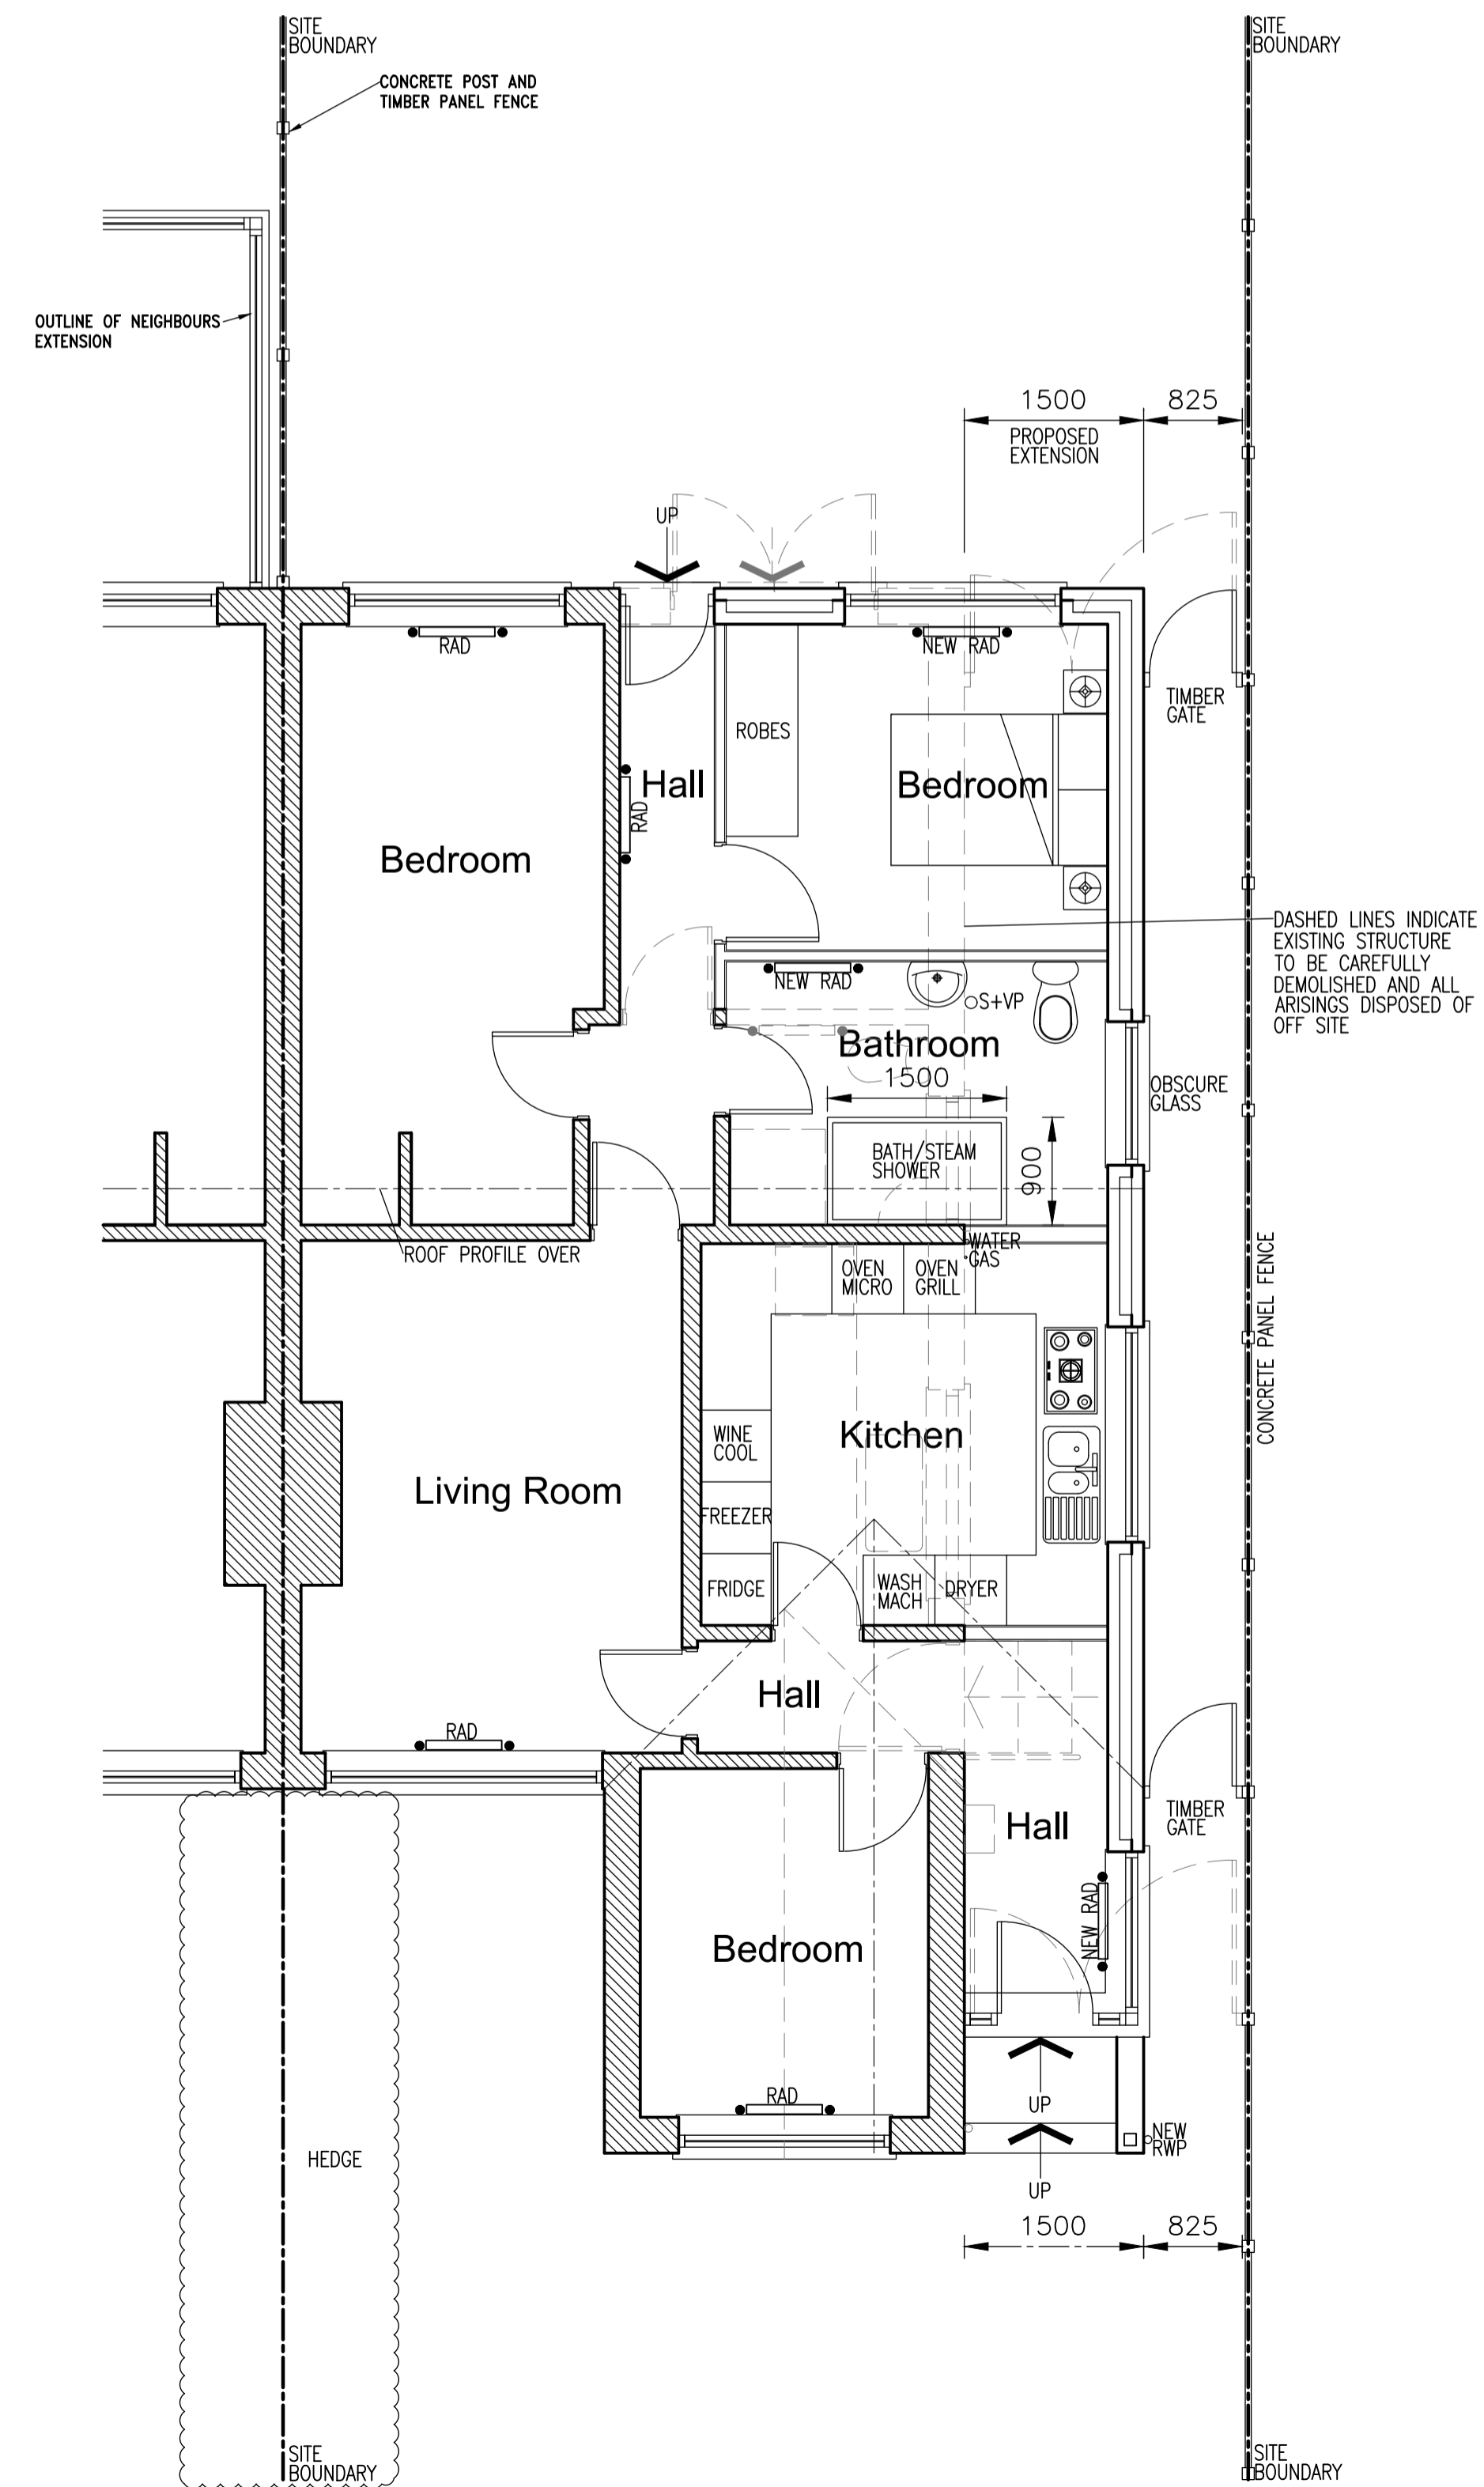 SITE
BOUNDARY
SITE
BOUNDARY
CONCRETE POST AND
TIMBER PANEL FENCE
OUTLINE OF NEIGHBOURS
EXTENSION
1500
825
PROPOSED
EXTENSION
UP
RAD
NEW RAD
TIMBER
GATE
ROBES
Hall
RAD
Bedroom
Bedroom
DASHED LINES INDICATE
EXISTING STRUCTURE
TO BE CAREFULLY
DEMOLISHED AND ALL
ARISINGS DISPOSED OF
OFF SITE
NEW RAD
S+VP
Bathroom
1500
OBSCURE
GLASS
BATH/STEAM
SHOWER
900
ROOF PROFILE OVER
WATER
GAS
OVEN
MICRO
OVEN
GRILL
CONCRETE PANEL FENCE
WINE
COOL
Kitchen
Living Room
FREEZER
FRIDGE
WASH
MACH
DRYER
Hall
RAD
TIMBER
GATE
Hall
NEW RAD
Bedroom
RAD
UP
NEW
RWP
HEDGE
UP
1500
825
SITE
BOUNDARY
SITE
BOUNDARY